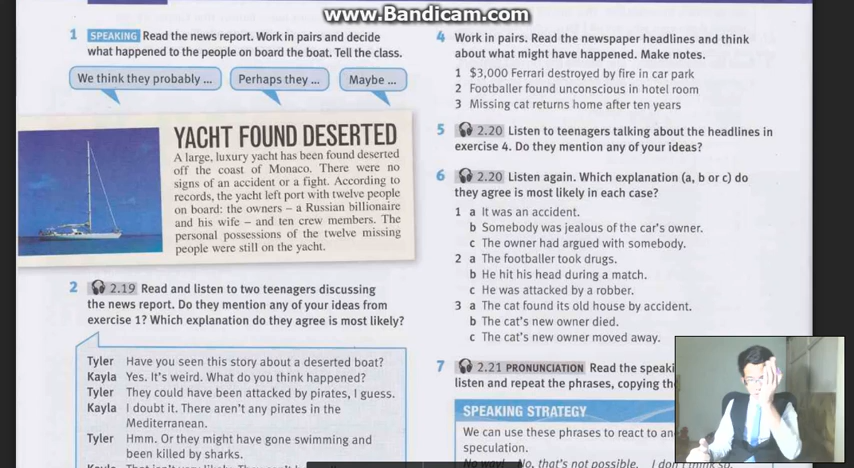 www.Bandicam.com
1 SPEAKING Read the news report. Work in pairs and decide
what happened to the people on board the boat. Tell the class.
We think they probably ...
Perhaps they ...
Maybe ...
YACHT FOUND DESERTED
A large, luxury yacht has been found deserted
off the coast of Monaco. There were no
signs of an accident or a fight. According to
records, the yacht left port with twelve people
on board: the owners – a Russian billionaire
and his wife – and ten crew members. The
personal possessions of the twelve missing
people were still on the yacht.
2 2.19 Read and listen to two teenagers discussing
the news report. Do they mention any of your ideas from
exercise 1? Which explanation do they agree is most likely?
Tyler Have you seen this story about a deserted boat?
Kayla Yes. It's weird. What do you think happened?
Tyler They could have been attacked by pirates, I guess.
Kayla I doubt it. There aren't any pirates in the
Mediterranean.
Tyler Hmm. Or they might have gone swimming and
been killed by sharks.
4 Work in pairs. Read the newspaper headlines and think
about what might have happened. Make notes.
1 $3,000 Ferrari destroyed by fire in car park
2 Footballer found unconscious in hotel room
3 Missing cat returns home after ten years
5 2.20 Listen to teenagers talking about the headlines in
exercise 4. Do they mention any of your ideas?
6 2.20 Listen again. Which explanation (a, b or c) do
they agree is most likely in each case?
1 a It was an accident.
b Somebody was jealous of the car's owner.
c The owner had argued with somebody.
2 a The footballer took drugs.
b He hit his head during a match.
c He was attacked by a robber.
3 a The cat found its old house by accident.
b The cat's new owner died.
c The cat's new owner moved away.
7 2.21 PRONUNCIATION Read the
listen and repeat the phrases, copying
SPEAKING STRATEGY
We can use these phrases to react to
speculation.
No way! No, that's not possible. I don't think so.